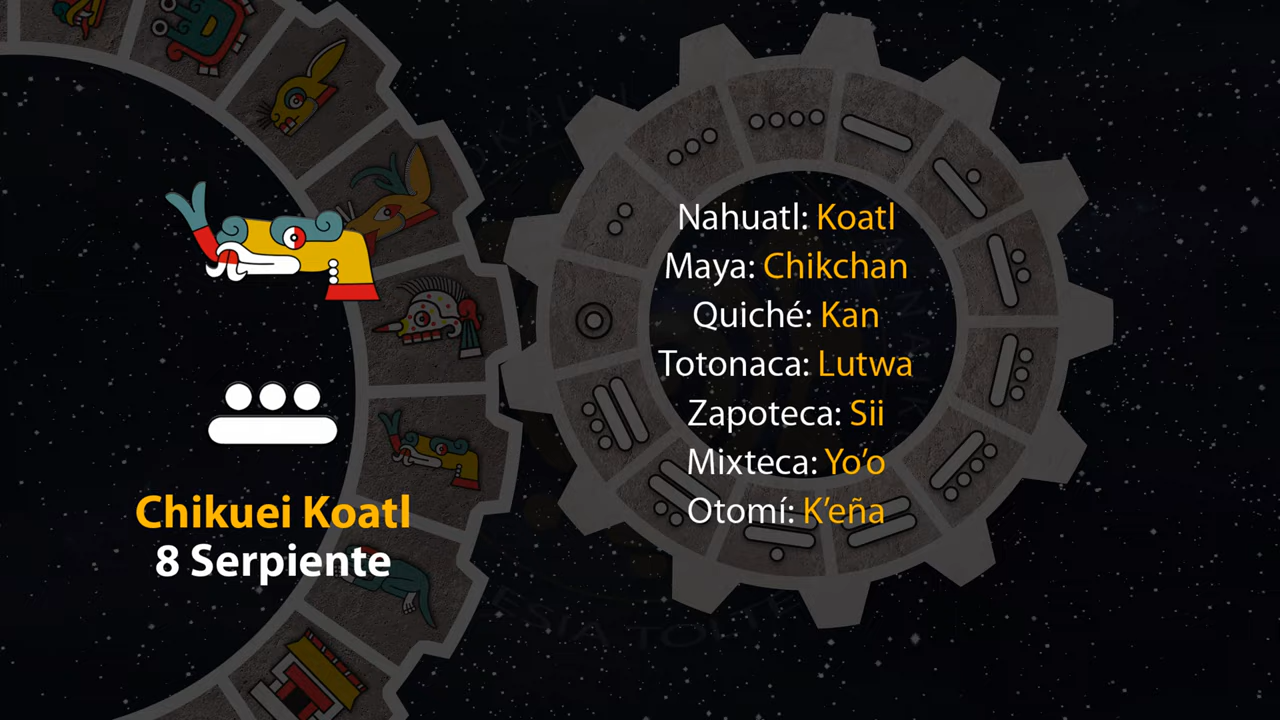 Chikuei Koatl
8 Serpiente
Nahuatl: Koatl
Maya: Chikchan
Quiché: Kan
Totonaca: Lutwa
Zapoteca: Sii
Mixteca: Yo’o
Otomí: K’eña